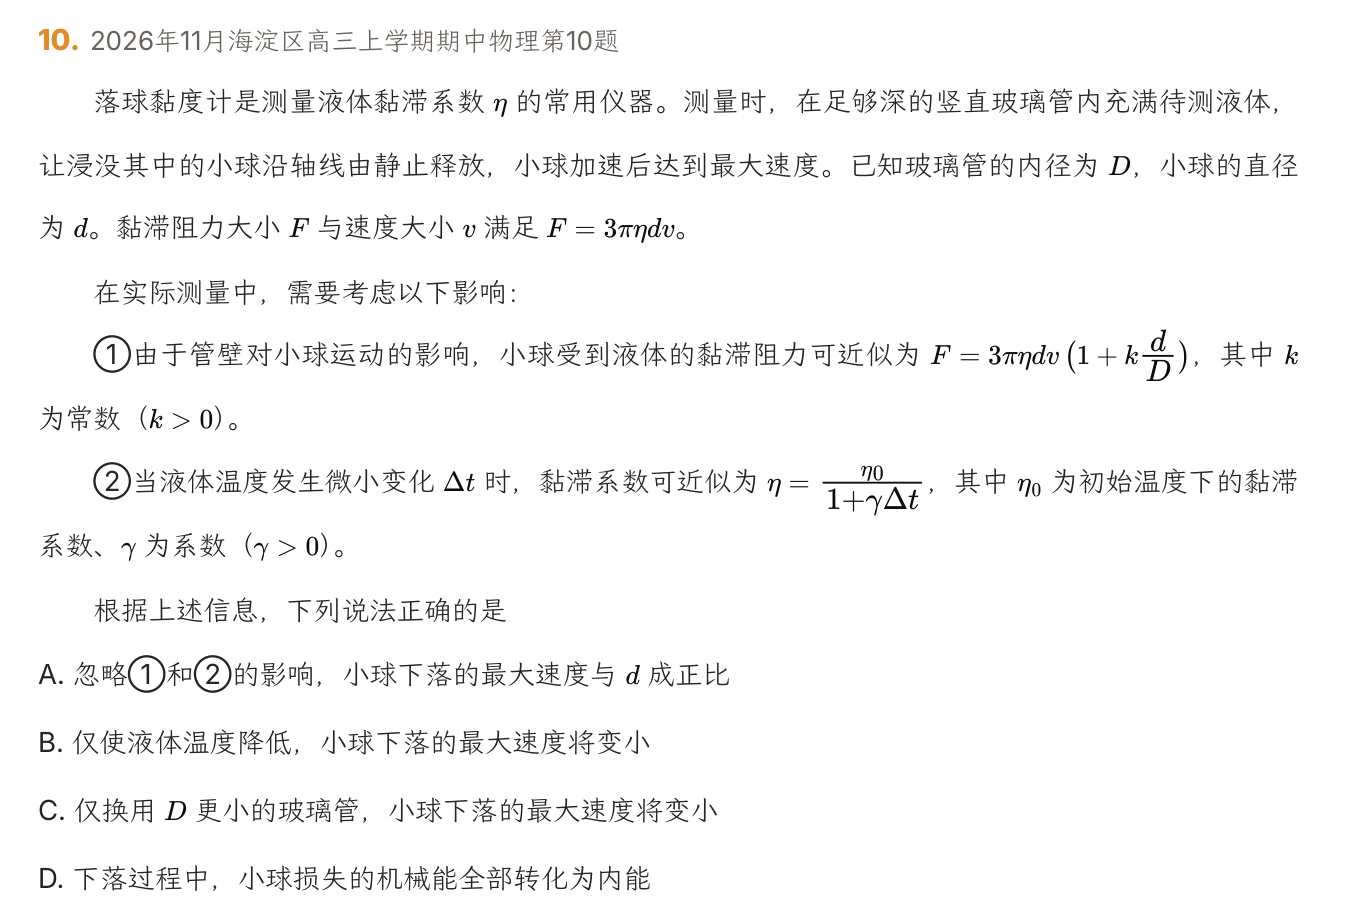 10. 2026年11月海淀区高三上学期期中物理第10题
落球黏度计是测量液体黏滞系数 η 的常用仪器。测量时，在足够深的竖直玻璃管内充满待测液体，
让浸没其中的小球沿轴线由静止释放，小球加速后达到最大速度。已知玻璃管的内径为 D，小球的直径
为 d。黏滞阻力大小 F 与速度大小 v 满足 F = 3πηdv。
在实际测量中，需要考虑以下影响：
①由于管壁对小球运动的影响，小球受到液体的黏滞阻力可近似为 F = 3πηdv(1 + k\frac{d}{D})，其中 k
为常数（k > 0）。
②当液体温度发生微小变化 Δt 时，黏滞系数可近似为 η = \frac{η_0}{1+γΔt}，其中 η_0 为初始温度下的黏滞
系数、γ 为系数（γ > 0）。
根据上述信息，下列说法正确的是
A. 忽略①和②的影响，小球下落的最大速度与 d 成正比
B. 仅使液体温度降低，小球下落的最大速度将变小
C. 仅换用 D 更小的玻璃管，小球下落的最大速度将变小
D. 下落过程中，小球损失的机械能全部转化为内能